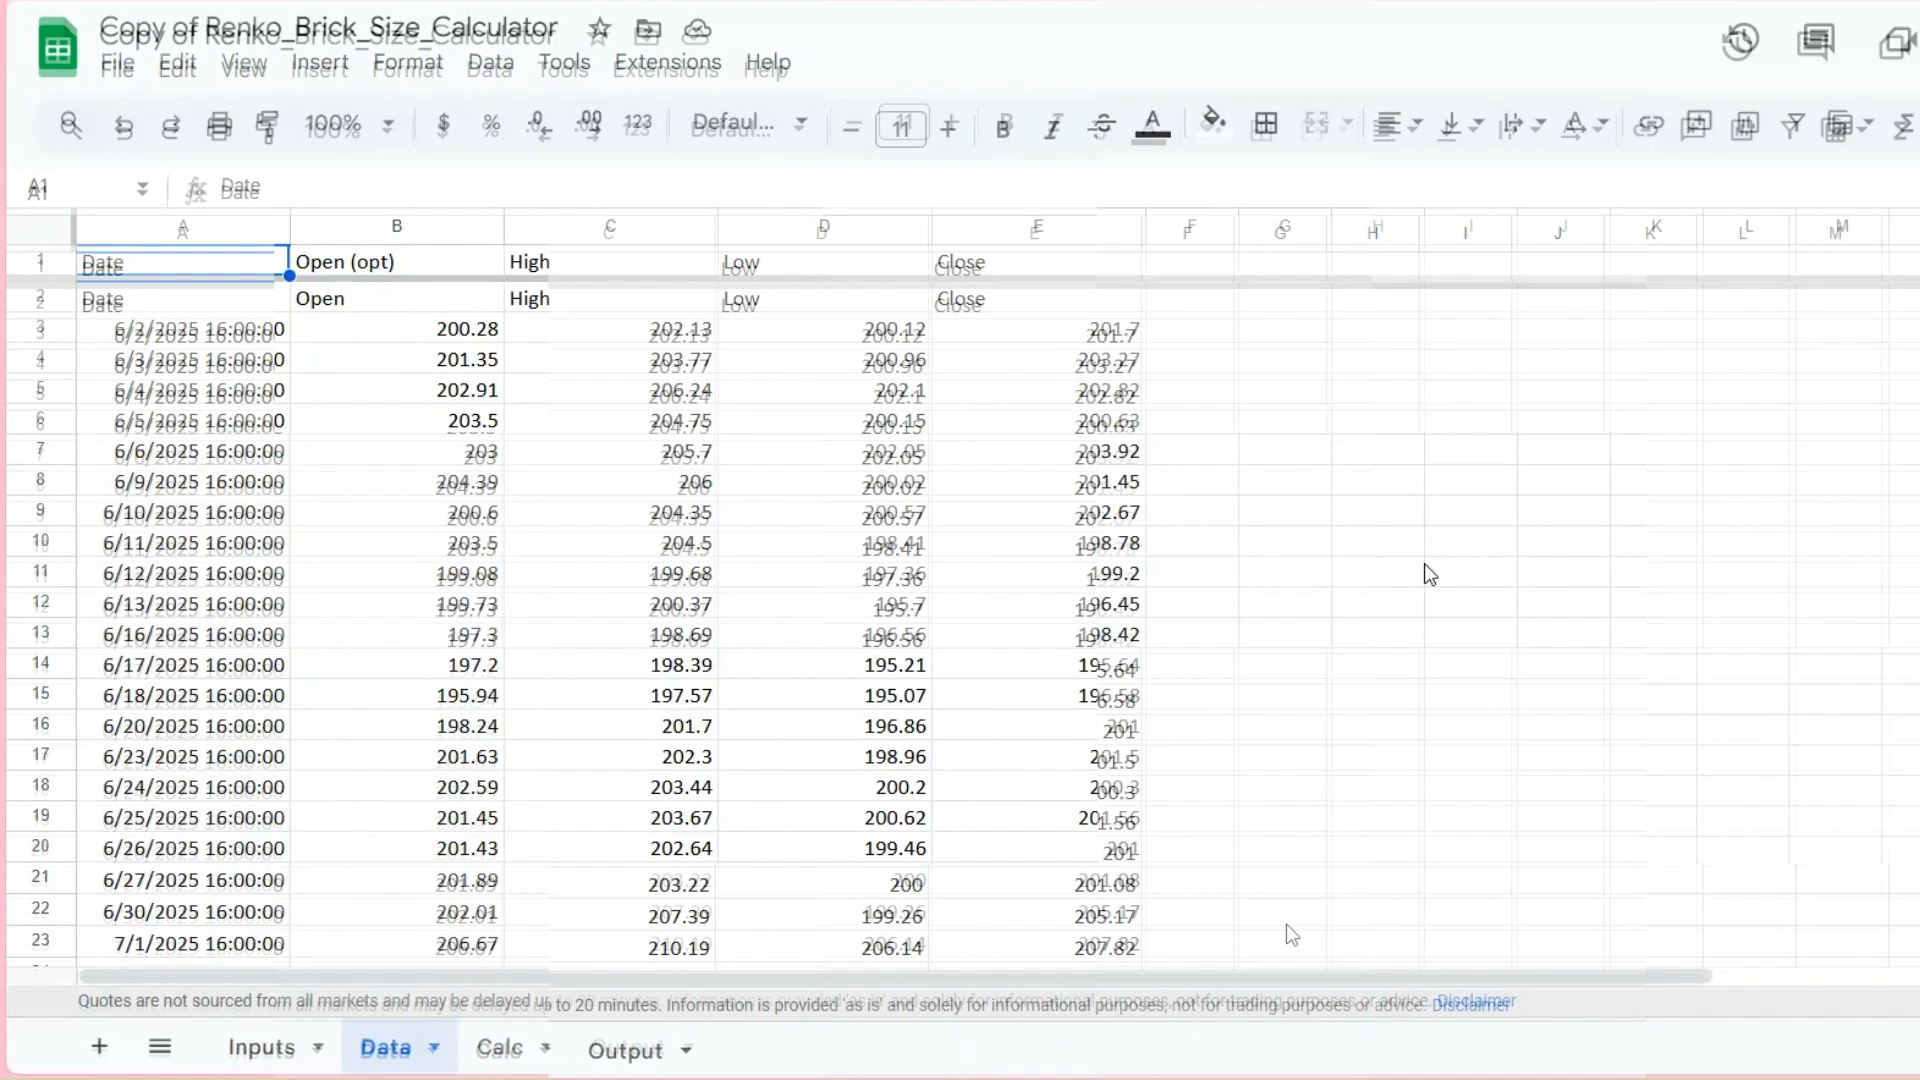 Copy of Renko_Brick_Size_Calculator
File Edit View Insert Format Data Tools Extensions Help
100% $ % .0 .00 123 Defaul... 11 B I S A
A1 fx Date
A B C D E F G H I J K L M
1 Date Open (opt) High Low Close
2 Date Open High Low Close
3 6/2/2025 16:00:00 200.28 202.13 200.12 201.7
4 6/3/2025 16:00:00 201.35 203.77 200.96 203.27
5 6/4/2025 16:00:00 202.91 206.24 202.1 202.82
6 6/5/2025 16:00:00 203.5 204.75 200.15 200.63
7 6/6/2025 16:00:00 203 205.7 202.05 203.92
8 6/9/2025 16:00:00 204.39 206 200.02 201.45
9 6/10/2025 16:00:00 200.6 204.35 200.57 202.67
10 6/11/2025 16:00:00 203.5 204.5 198.41 198.78
11 6/12/2025 16:00:00 199.08 199.68 197.36 199.2
12 6/13/2025 16:00:00 199.73 200.37 195.7 196.45
13 6/16/2025 16:00:00 197.3 198.69 196.56 198.42
14 6/17/2025 16:00:00 197.2 198.39 195.21 195.64
15 6/18/2025 16:00:00 195.94 197.57 195.07 196.58
16 6/20/2025 16:00:00 198.24 201.7 196.86 201
17 6/23/2025 16:00:00 201.63 202.3 198.96 201.5
18 6/24/2025 16:00:00 202.59 203.44 200.2 200.3
19 6/25/2025 16:00:00 201.45 203.67 200.62 201.56
20 6/26/2025 16:00:00 201.43 202.64 199.46 201
21 6/27/2025 16:00:00 201.89 203.22 200 201.08
22 6/30/2025 16:00:00 202.01 207.39 199.26 205.17
23 7/1/2025 16:00:00 206.67 210.19 206.14 207.82
Quotes are not sourced from all markets and may be delayed up to 20 minutes. Information is provided 'as is' and solely for informational purposes, not for trading purposes or advice. Disclaimer
Inputs Data Calc Output